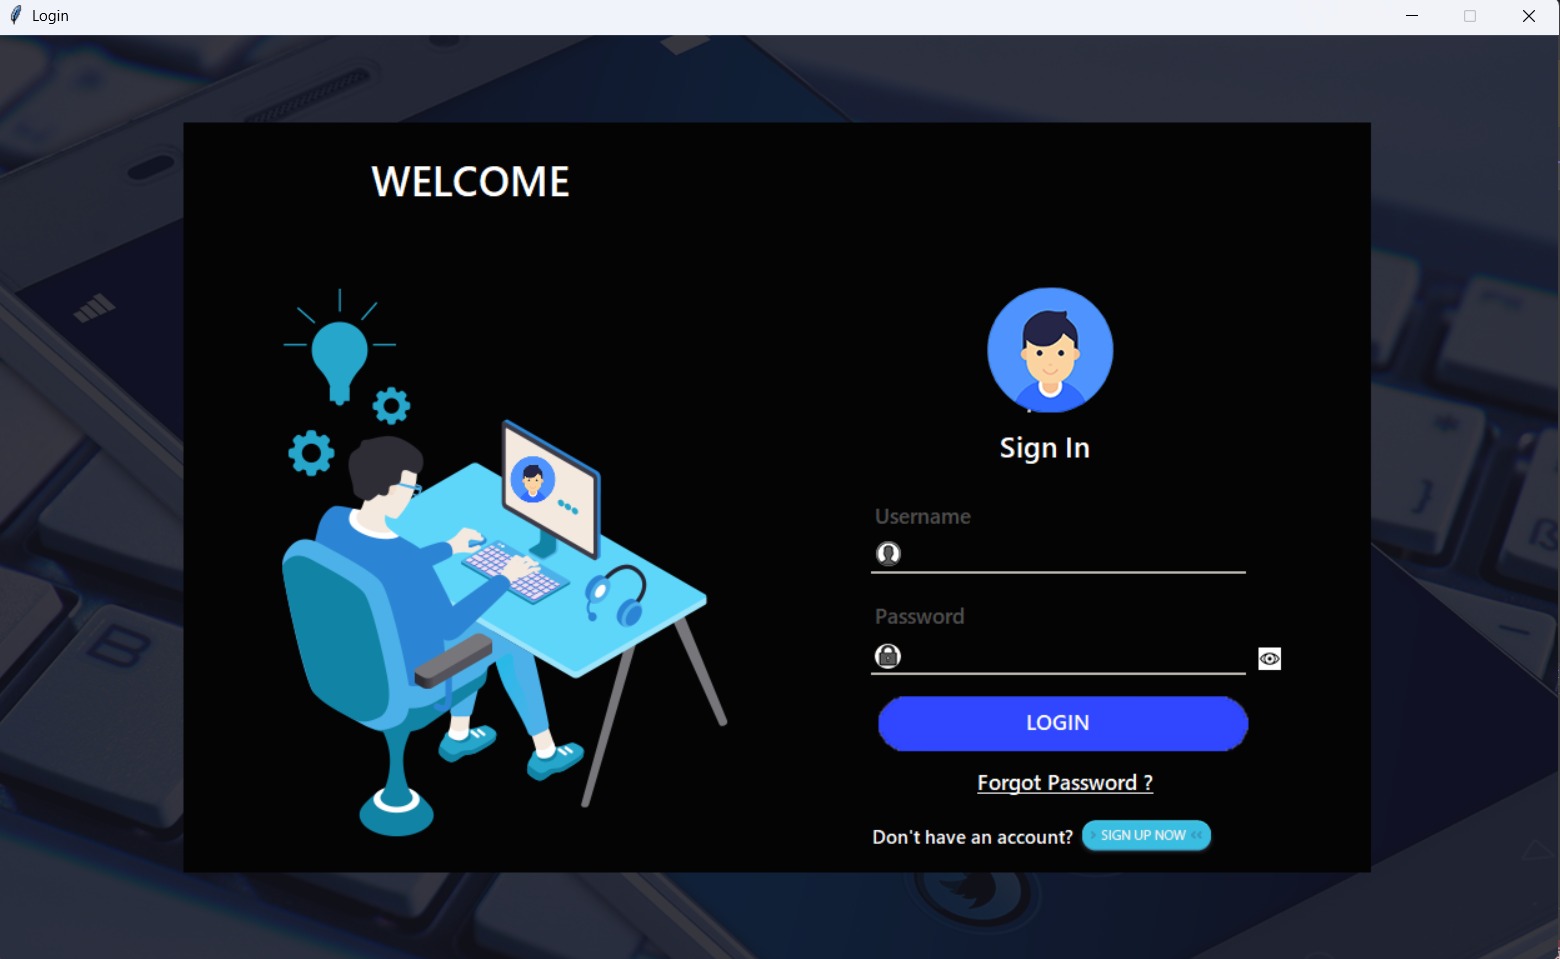 Login
WELCOME
Sign In
Username
Password
LOGIN
Forgot Password ?
Don't have an account? > SIGN UP NOW <<
B
}